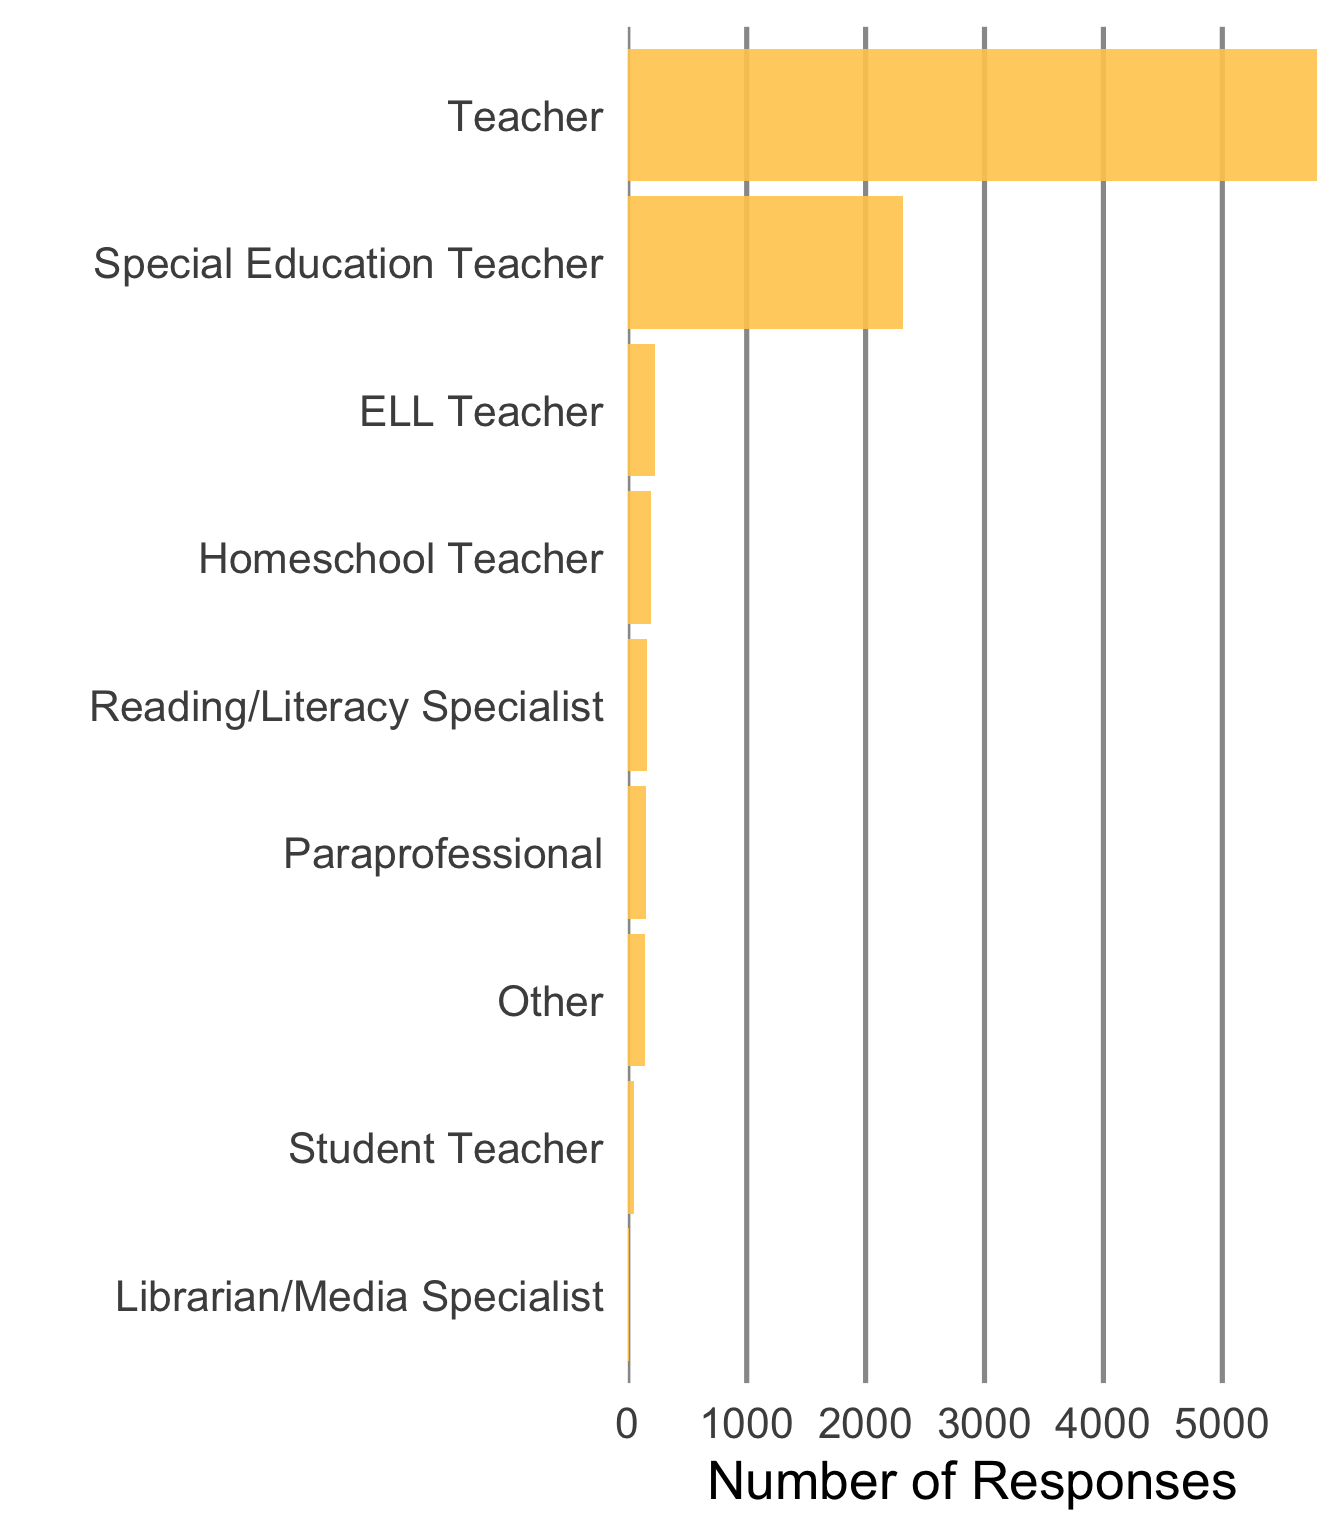 Teacher
Special Education Teacher
ELL Teacher
Homeschool Teacher
Reading/Literacy Specialist
Paraprofessional
Other
Student Teacher
Librarian/Media Specialist
0 1000 2000 3000 4000 5000
Number of Responses